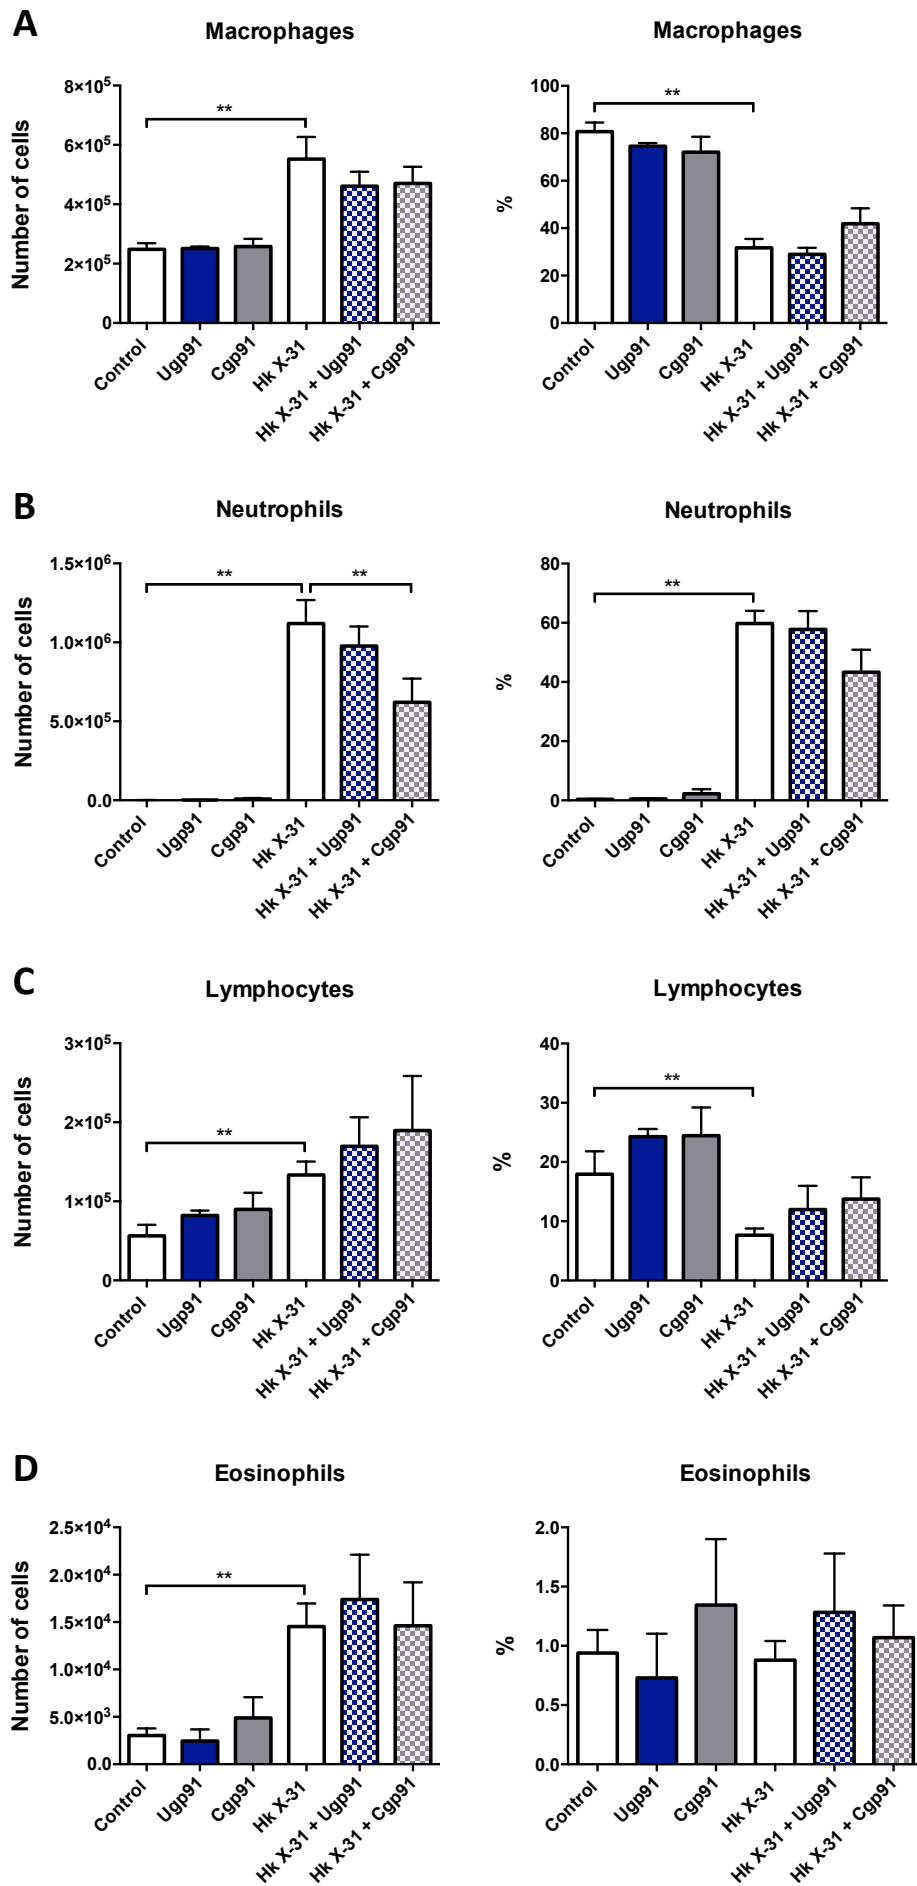 A
Macrophages
Number of cells
8×10⁵
6×10⁵
4×10⁵
2×10⁵
0
**
Control
Ugp91
Cgp91
Hk X-31
Hk X-31 + Ugp91
Hk X-31 + Cgp91
Macrophages
%
100
80
60
40
20
0
**
Control
Ugp91
Cgp91
Hk X-31
Hk X-31 + Ugp91
Hk X-31 + Cgp91
B
Neutrophils
Number of cells
1.5×10⁶
1.0×10⁶
5.0×10⁵
0.0
**
**
Control
Ugp91
Cgp91
Hk X-31
Hk X-31 + Ugp91
Hk X-31 + Cgp91
Neutrophils
%
80
60
40
20
0
**
Control
Ugp91
Cgp91
Hk X-31
Hk X-31 + Ugp91
Hk X-31 + Cgp91
C
Lymphocytes
Number of cells
3×10⁵
2×10⁵
1×10⁵
0
**
Control
Ugp91
Cgp91
Hk X-31
Hk X-31 + Ugp91
Hk X-31 + Cgp91
Lymphocytes
%
40
30
20
10
0
**
Control
Ugp91
Cgp91
Hk X-31
Hk X-31 + Ugp91
Hk X-31 + Cgp91
D
Eosinophils
Number of cells
2.5×10⁴
2.0×10⁴
1.5×10⁴
1.0×10⁴
5.0×10³
0.0
**
Control
Ugp91
Cgp91
Hk X-31
Hk X-31 + Ugp91
Hk X-31 + Cgp91
Eosinophils
%
2.0
1.5
1.0
0.5
0.0
Control
Ugp91
Cgp91
Hk X-31
Hk X-31 + Ugp91
Hk X-31 + Cgp91